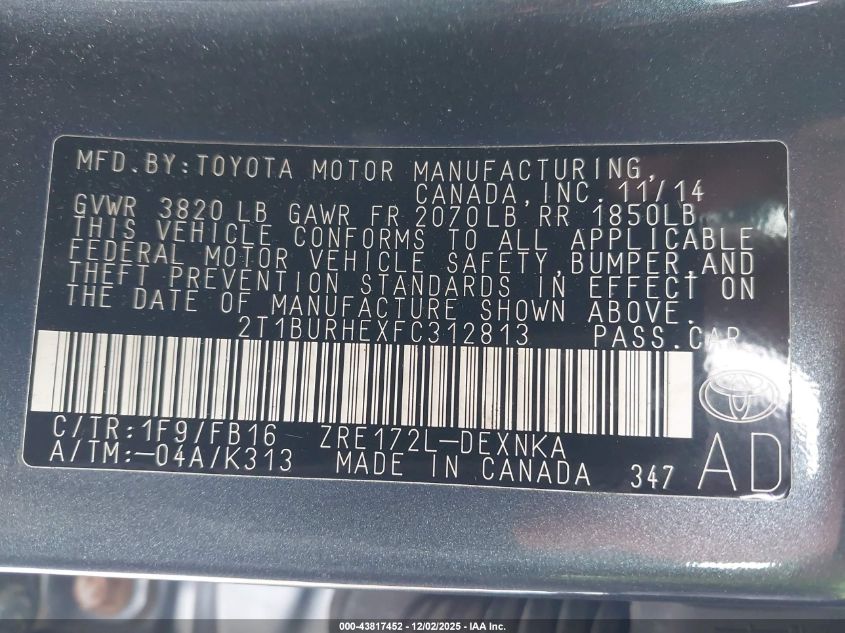 MFD.BY:TOYOTA MOTOR MANUFACTURING,
CANADA,INC. 11/14
GVWR 3820 LB GAWR FR 2070LB RR 1850LB
THIS VEHICLE CONFORMS TO ALL APPLICABLE
FEDERAL MOTOR VEHICLE SAFETY,BUMPER,AND
THEFT PREVENTION STANDARDS IN EFFECT ON
THE DATE OF MANUFACTURE SHOWN ABOVE.
2T1BURHEXFC312813 PASS.CAR
C/TR:1F9/FB16 ZRE172L-DEXNKA
A/TM:-04A/K313 MADE IN CANADA 347 AD
000-43817452 - 12/02/2025 - IAA Inc.